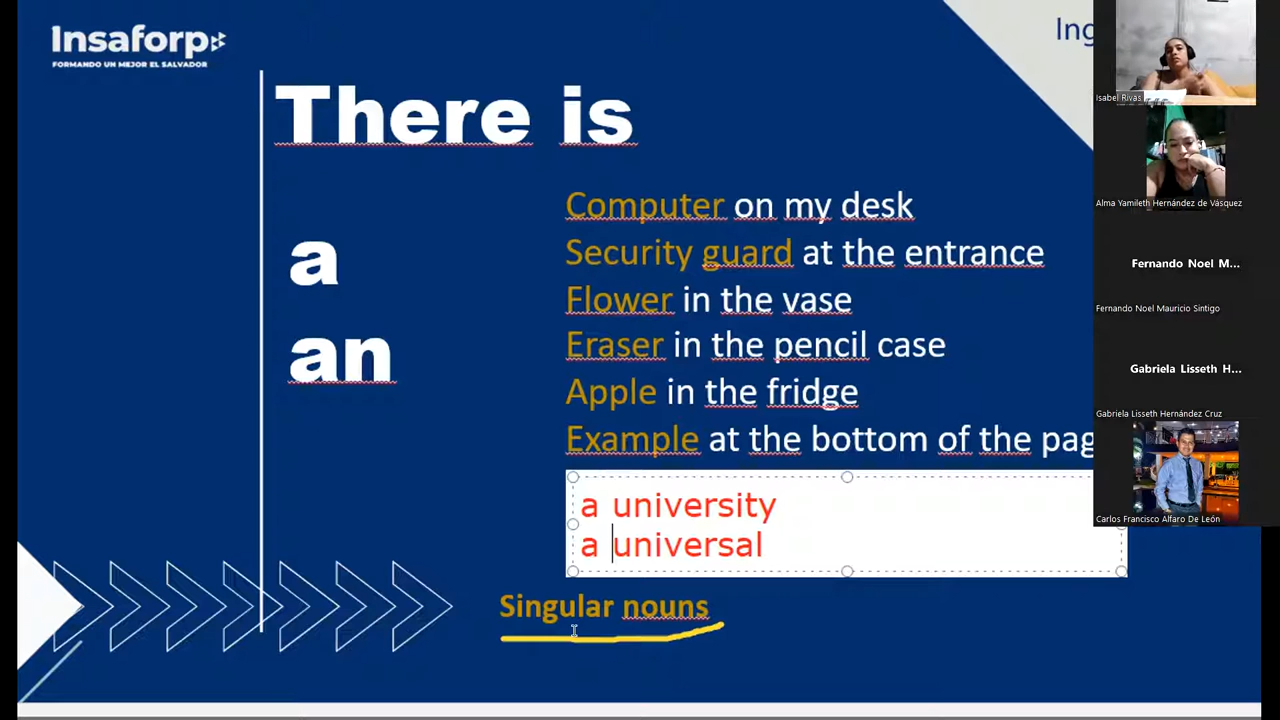 Insaforp
FORMANDO UN MEJOR EL SALVADOR
Ing
There is
a
an
Computer on my desk
Security guard at the entrance
Flower in the vase
Eraser in the pencil case
Apple in the fridge
Example at the bottom of the pag
a university
a universal
Singular nouns
Isabel Rivas
Alma Yamileth Hernández de Vásquez
Fernando Noel M...
Fernando Noel Mauricio Sintigo
Gabriela Lisseth H...
Gabriela Lisseth Hernández Cruz
Carlos Francisco Alfaro De León